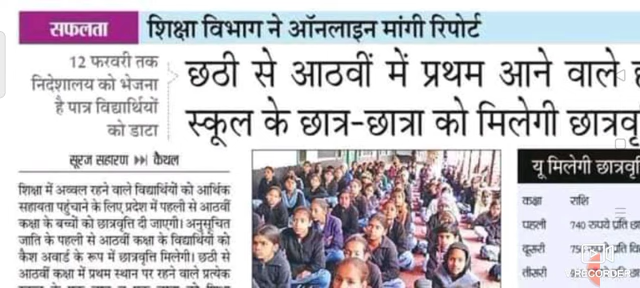 सफलता
शिक्षा विभाग ने ऑनलाइन मांगी रिपोर्ट
12 फरवरी तक
निदेशालय को भेजना
है पात्र विद्यार्थियों
को डाटा
छठी से आठवीं में प्रथम आने वाले
स्कूल के छात्र-छात्रा को मिलेगी
सूरज सहारण ▸▸ कैथल
शिक्षा में अव्वल रहने वाले विद्यार्थियों को आर्थिक
सहायता पहुंचाने के लिए प्रदेश में पहली से आठवीं
कक्षा के बच्चों को छात्रवृत्ति दी जाएगी। अनुसूचित
जाति के पहली से आठवीं कक्षा के विद्यार्थियों को
कैश अवार्ड के रूप में छात्रवृत्ति मिलेगी। छठी से
आठवीं कक्षा में प्रथम स्थान पर रहने वाले प्रत्येक
यू मिलेगी
कक्षा राशि
पहली 740 रुपये प्रति
दूसरी
तीसरी
RECORDER